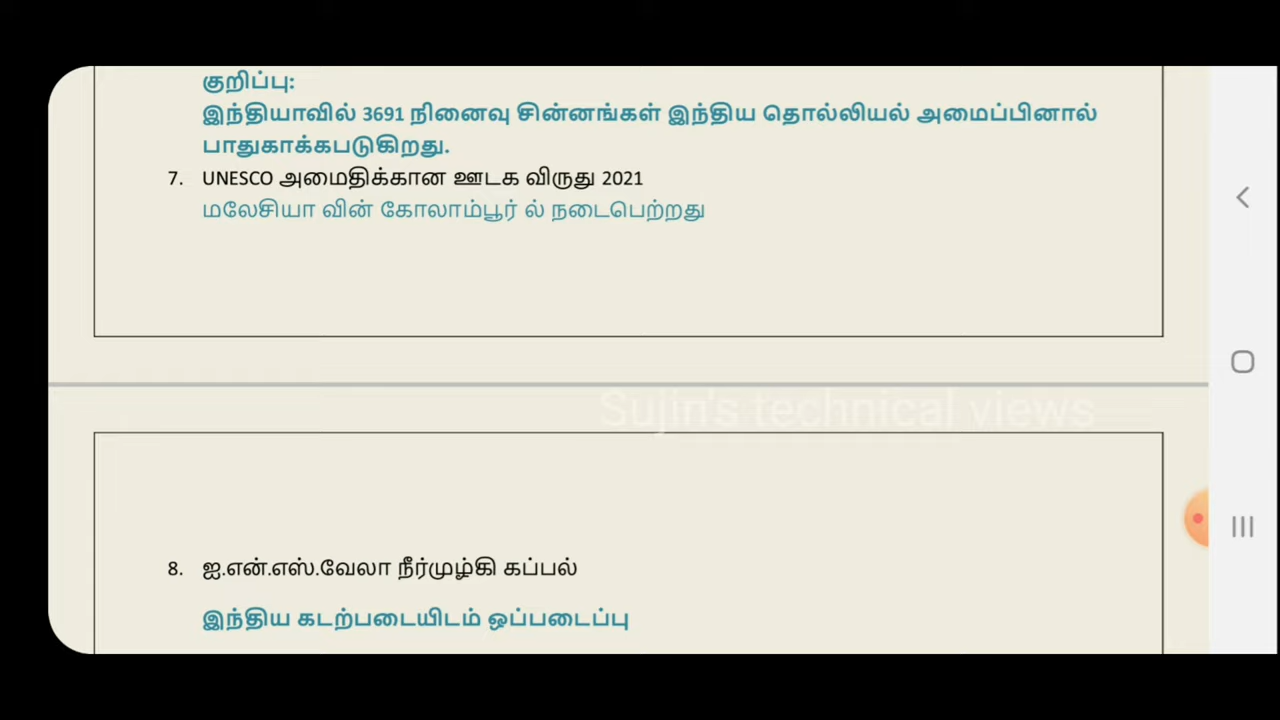 குறிப்பு:
இந்தியாவில் 3691 நினைவு சின்னங்கள் இந்திய தொல்லியல் அமைப்பினால்
பாதுகாக்கபடுகிறது.
7. UNESCO அமைதிக்கான ஊடக விருது 2021
மலேசியா வின் கோலாம்பூர் ல் நடைபெற்றது
Sujin's technical views
8. ஐ.என்.எஸ்.வேலா நீர்முழ்கி கப்பல்
இந்திய கடற்படையிடம் ஒப்படைப்பு